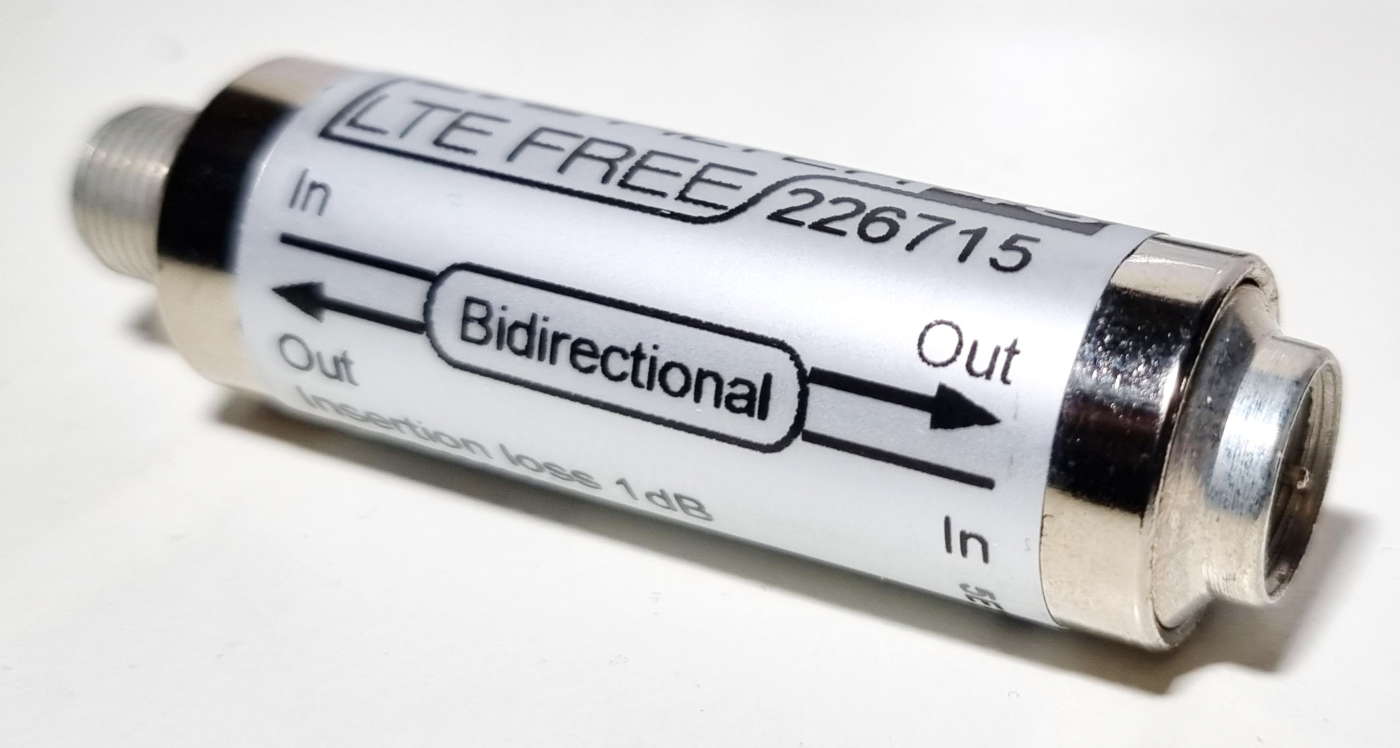 LTE FREE
226715
In
Out
Bidirectional
Out
In
Insertion loss 1dB